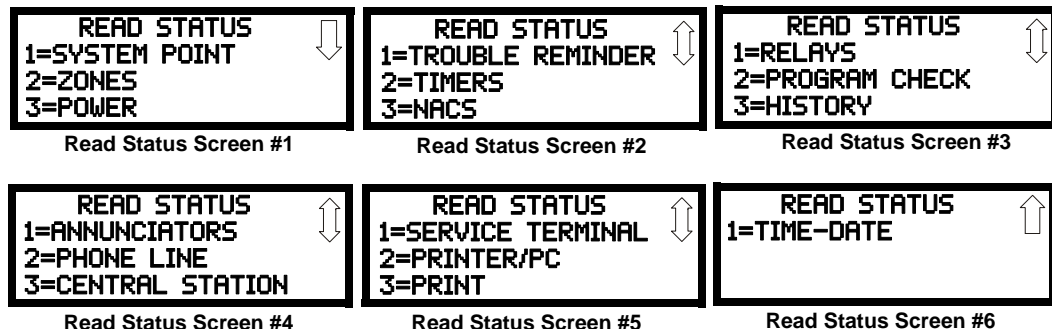 READ STATUS
1=SYSTEM POINT
2=ZONES
3=POWER
Read Status Screen #1
READ STATUS
1=TROUBLE REMINDER
2=TIMERS
3=NACS
Read Status Screen #2
READ STATUS
1=RELAYS
2=PROGRAM CHECK
3=HISTORY
Read Status Screen #3
READ STATUS
1=ANNUNCIATORS
2=PHONE LINE
3=CENTRAL STATION
Read Status Screen #4
READ STATUS
1=SERVICE TERMINAL
2=PRINTER/PC
3=PRINT
Read Status Screen #5
READ STATUS
1=TIME-DATE
Read Status Screen #6